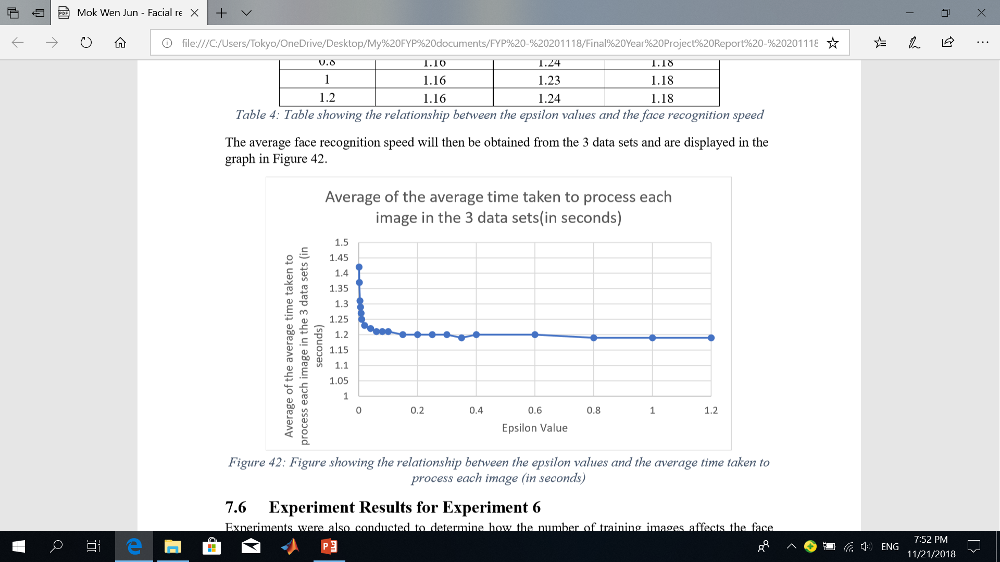 Mok Wen Jun - Facial re
file:///C:/Users/Tokyo/OneDrive/Desktop/My%20FYP%20documents/FYP%20-%20201118/Final%20Year%20Project%20Report%20-%20201118
0.8 1.16 1.24 1.18
1 1.16 1.23 1.18
1.2 1.16 1.24 1.18
Table 4: Table showing the relationship between the epsilon values and the face recognition speed
The average face recognition speed will then be obtained from the 3 data sets and are displayed in the
graph in Figure 42.
Average of the average time taken to process each
image in the 3 data sets(in seconds)
Average of the average time taken to
process each image in the 3 data sets (in
seconds)
1.5
1.45
1.4
1.35
1.3
1.25
1.2
1.15
1.1
1.05
1
0 0.2 0.4 0.6 0.8 1 1.2
Epsilon Value
Figure 42: Figure showing the relationship between the epsilon values and the average time taken to
process each image (in seconds)
7.6 Experiment Results for Experiment 6
Experiments were also conducted to determine how the number of training images affects the face
ENG
7:52 PM
11/21/2018